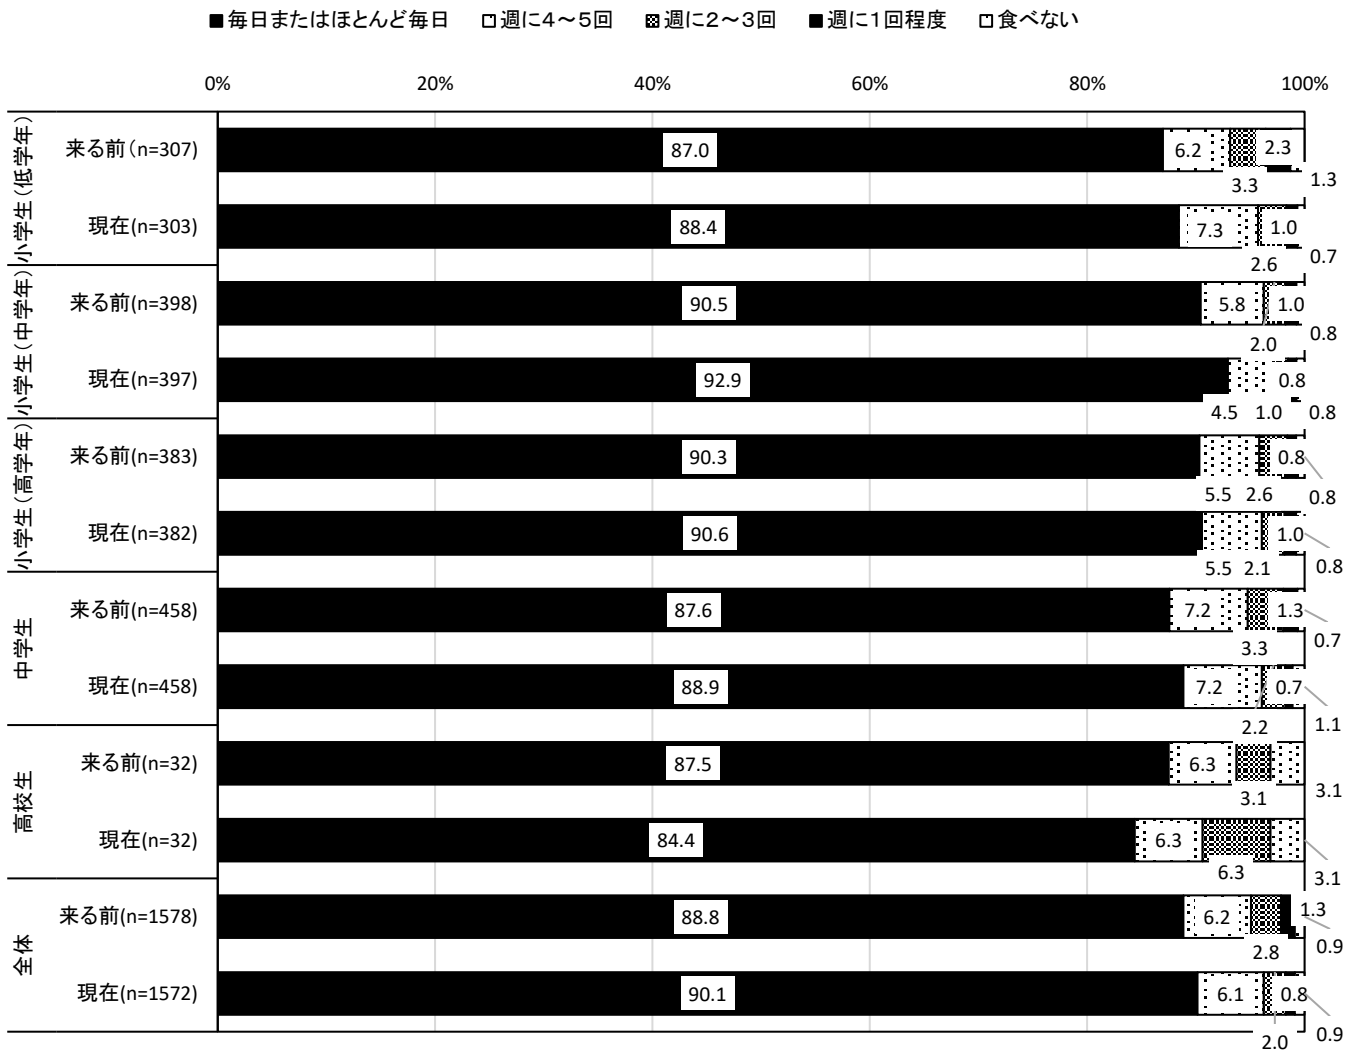 ■毎日またはほとんど毎日 □週に4～5回 ▩週に2～3回 ■週に1回程度 □食べない
0% 20% 40% 60% 80% 100%
小学生(低学年)
来る前(n=307) 87.0 6.2 3.3 2.3 1.3
現在(n=303) 88.4 7.3 2.6 1.0 0.7
小学生(中学年)
来る前(n=398) 90.5 5.8 2.0 1.0 0.8
現在(n=397) 92.9 4.5 1.0 0.8 0.8
小学生(高学年)
来る前(n=383) 90.3 5.5 2.6 0.8 0.8
現在(n=382) 90.6 5.5 2.1 1.0 0.8
中学生
来る前(n=458) 87.6 7.2 3.3 1.3 0.7
現在(n=458) 88.9 7.2 2.2 0.7 1.1
高校生
来る前(n=32) 87.5 6.3 3.1 3.1
現在(n=32) 84.4 6.3 6.3 3.1
全体
来る前(n=1578) 88.8 6.2 2.8 1.3 0.9
現在(n=1572) 90.1 6.1 2.0 0.8 0.9